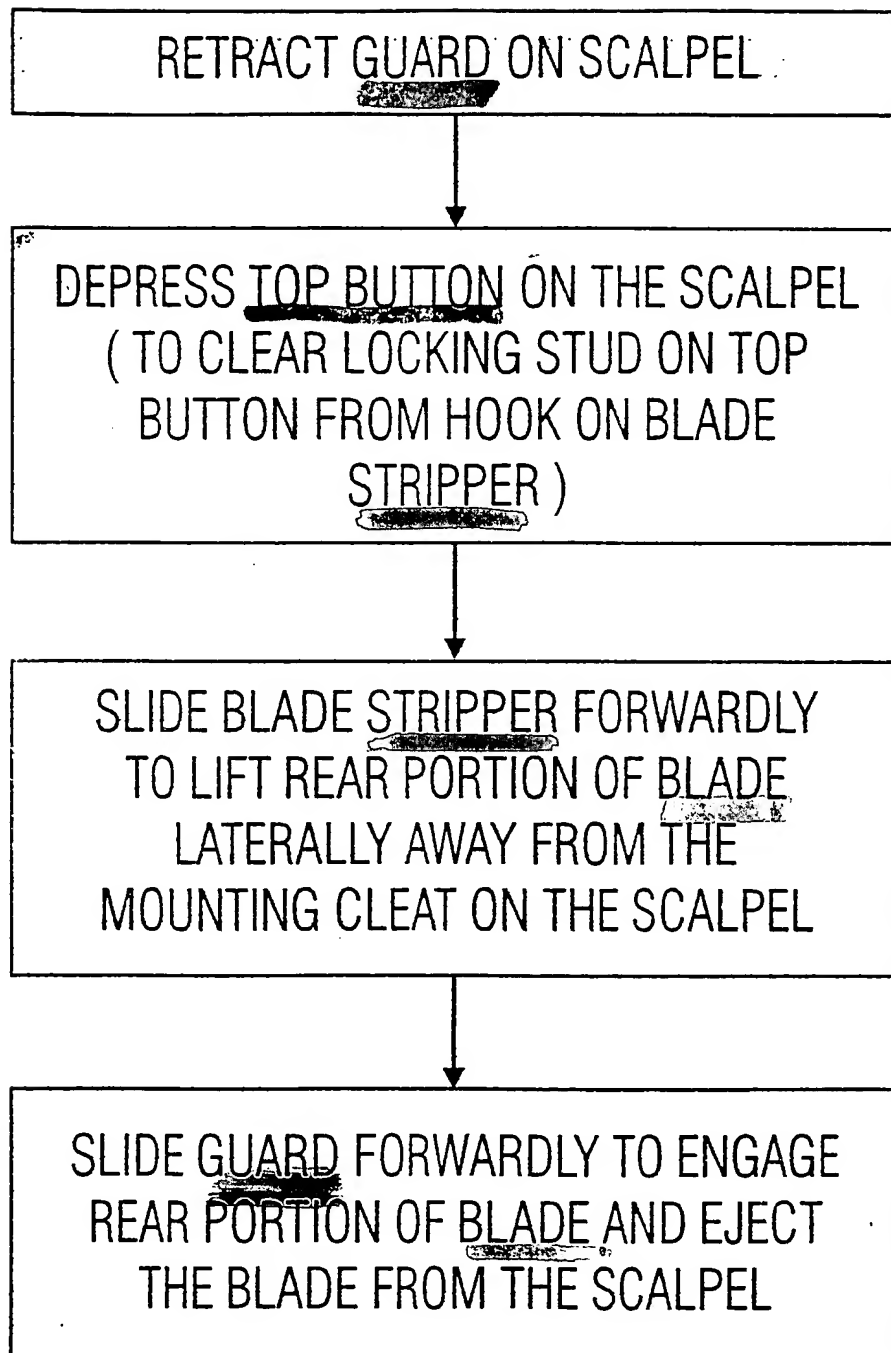 RETRACT GUARD ON SCALPEL
DEPRESS TOP BUTTON ON THE SCALPEL
( TO CLEAR LOCKING STUD ON TOP
BUTTON FROM HOOK ON BLADE
STRIPPER )
SLIDE BLADE STRIPPER FORWARDLY
TO LIFT REAR PORTION OF BLADE
LATERALLY AWAY FROM THE
MOUNTING CLEAT ON THE SCALPEL
SLIDE GUARD FORWARDLY TO ENGAGE
REAR PORTION OF BLADE AND EJECT
THE BLADE FROM THE SCALPEL